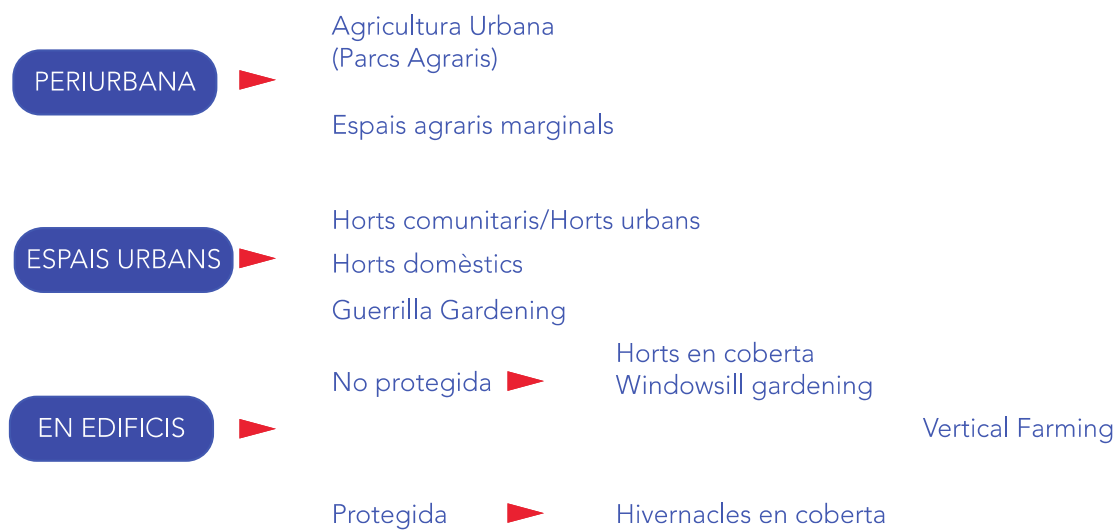 PERIURBANA
Agricultura Urbana
(Parcs Agraris)
Espais agraris marginals
ESPAIS URBANS
Horts comunitaris/Horts urbans
Horts domèstics
Guerrilla Gardening
EN EDIFICIS
No protegida
Horts en coberta
Windowsill gardening
Vertical Farming
Protegida
Hivernacles en coberta